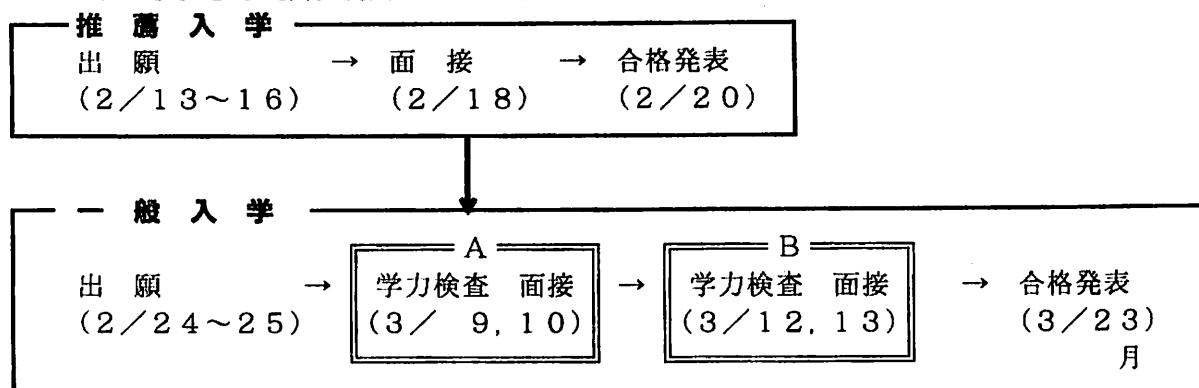 推薦入学
出願 → 面接 → 合格発表
(2/13~16) (2/18) (2/20)
一般入学
A B
出願 → 学力検査 面接 → 学力検査 面接 → 合格発表
(2/24~25) (3/ 9,10) (3/12,13) (3/23)
月